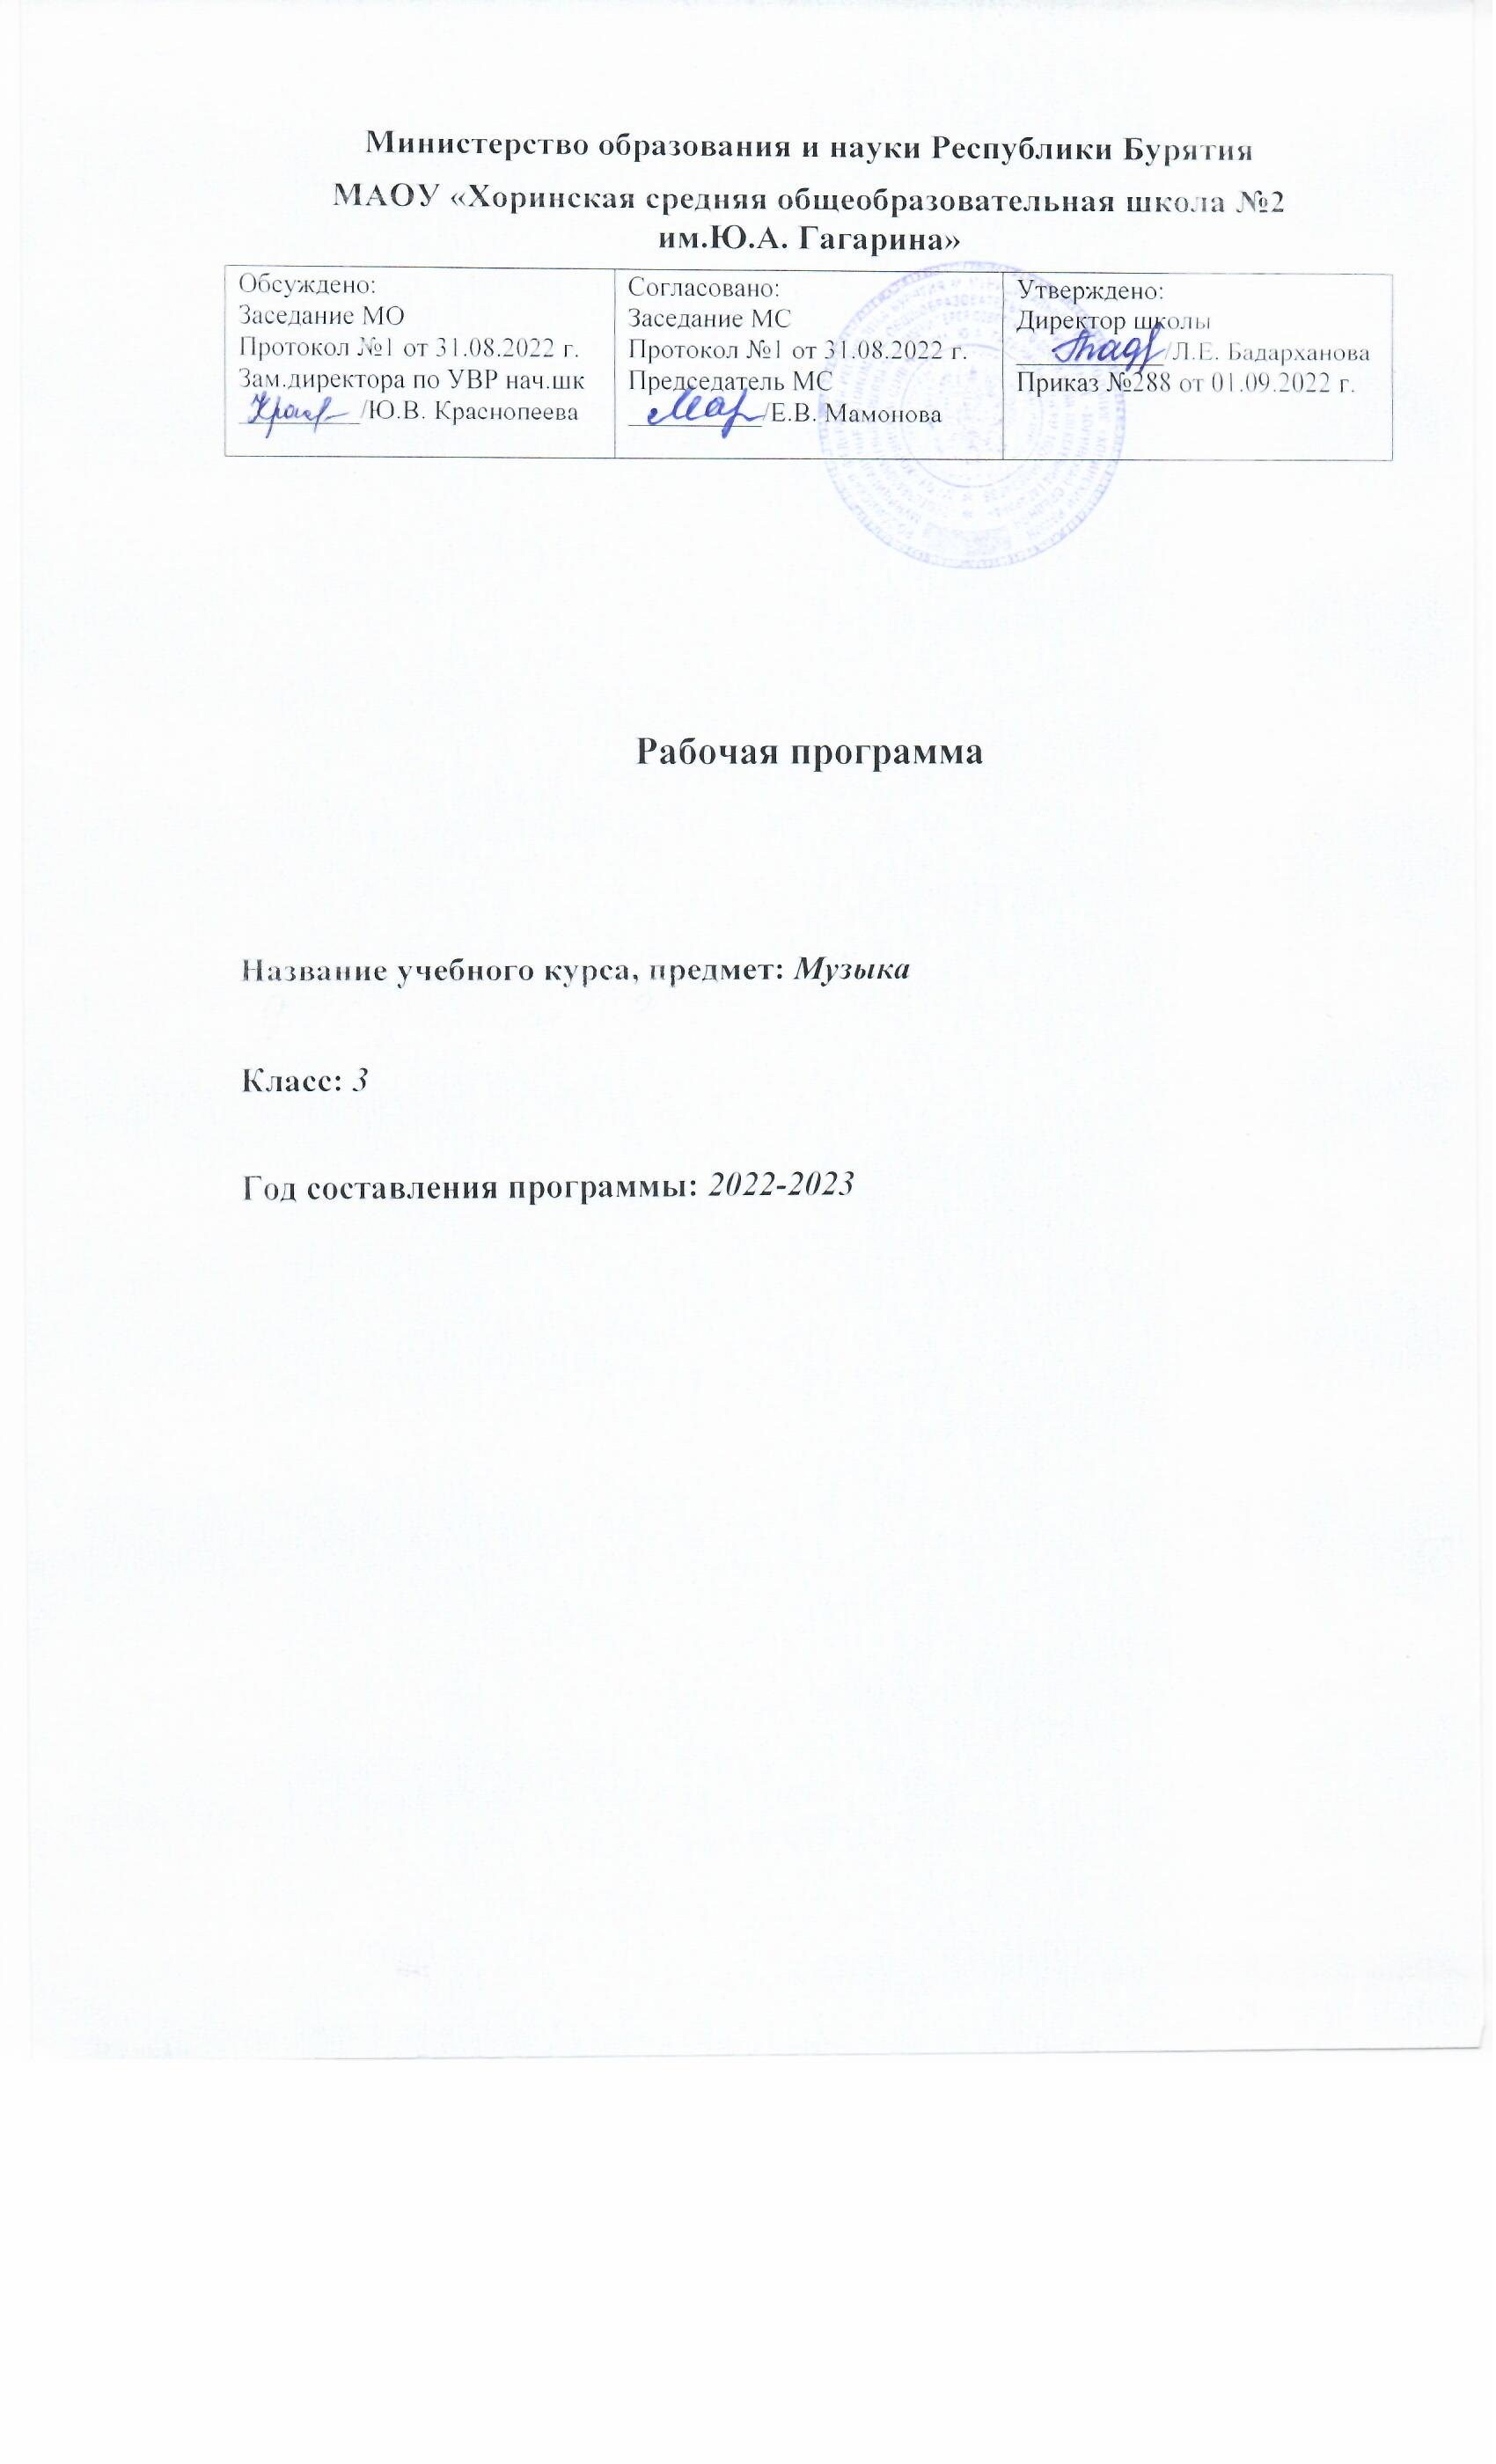 Министерство образования и науки Республики Бурятия
МАОУ «Хоринская средняя общеобразовательная школа №2
им.Ю.А. Гагарина»
Обсуждено:
Заседание МО
Протокол №1 от 31.08.2022 г.
Зам.директора по УВР нач.шк
/Ю.В. Краснопеева
Согласовано:
Заседание МС
Протокол №1 от 31.08.2022 г.
Председатель МС
/Е.В. Мамонова
Утверждено:
Директор школы
/Л.Е. Бадарханова
Приказ №288 от 01.09.2022 г.
Рабочая программа
Название учебного курса, предмет: Музыка
Класс: 3
Год составления программы: 2022-2023